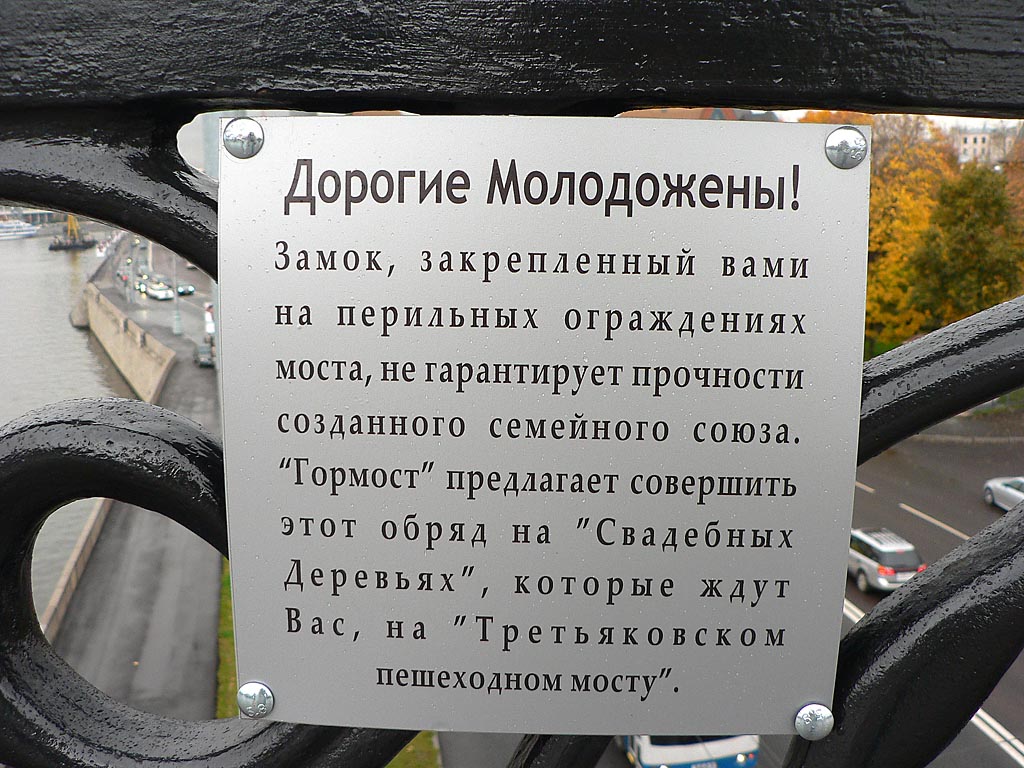 Дорогие Молодожены!
Замок, закрепленный вами
на перильных ограждениях
моста, не гарантирует прочности
созданного семейного союза.
"Гормост" предлагает совершить
этот обряд на "Свадебных
Деревьях", которые ждут
Вас, на "Третьяковском
пешеходном мосту".